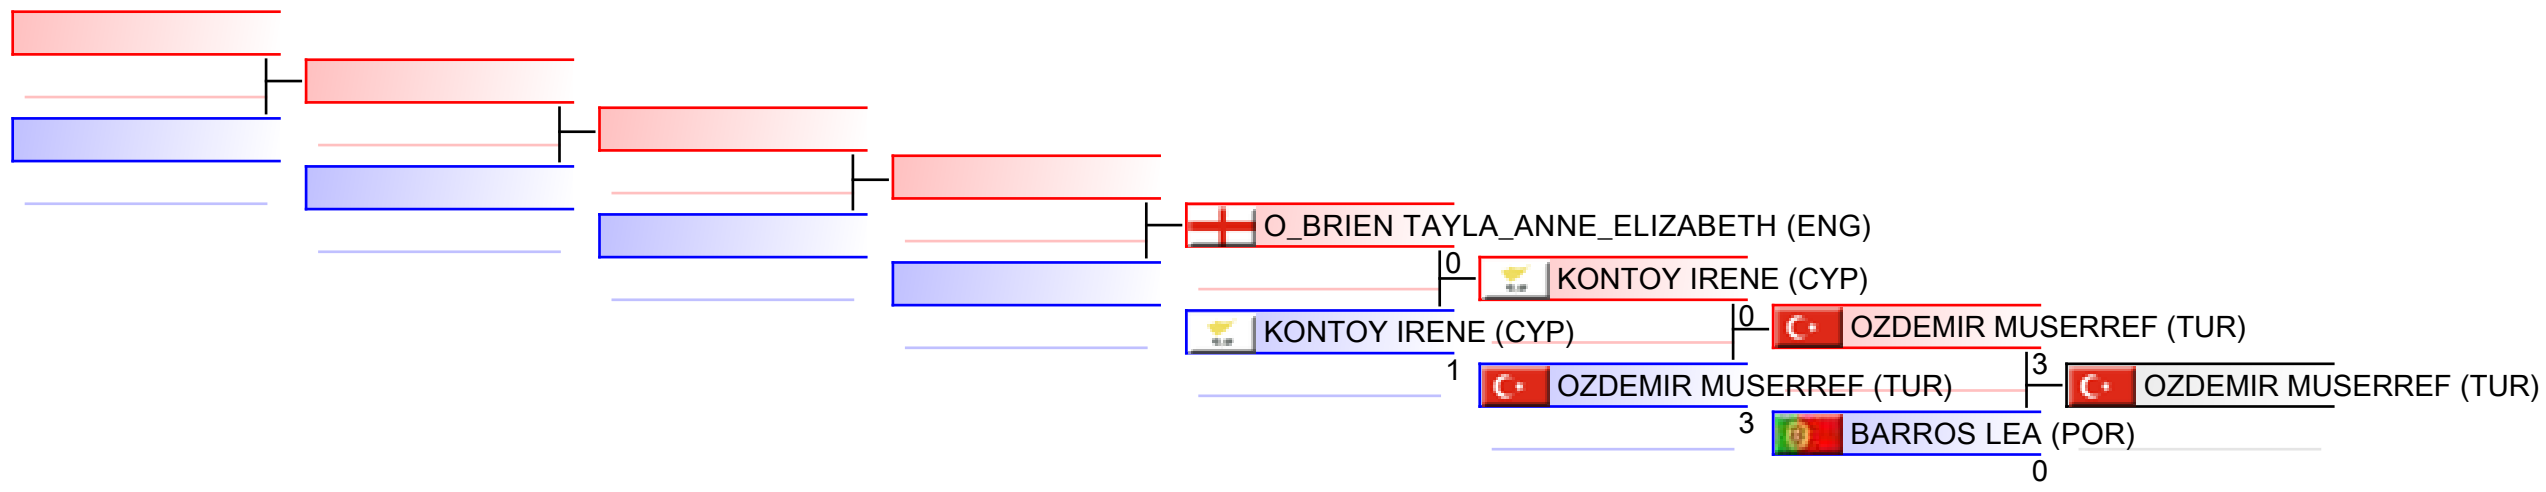 O_BRIEN TAYLA_ANNE_ELIZABETH (ENG)
0
KONTOY IRENE (CYP)
1
KONTOY IRENE (CYP)
0
OZDEMIR MUSERREF (TUR)
3
OZDEMIR MUSERREF (TUR)
3
BARROS LEA (POR)
0
OZDEMIR MUSERREF (TUR)